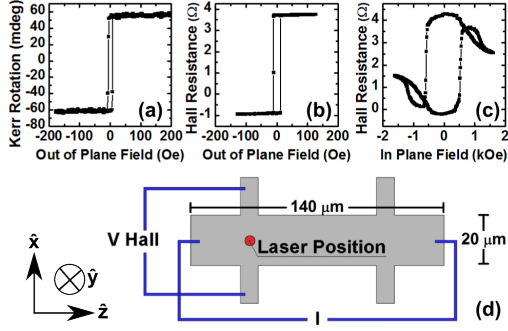 Kerr Rotation (mdeg)
60
40
20
0
-20
-40
-60
-80
-200 -100 0 100 200
Out of Plane Field (Oe)
(a)
Hall Resistance (Ω)
4
3
2
1
0
-1
-200 -100 0 100 200
Out of Plane Field (Oe)
(b)
Hall Resistance (Ω)
4
3
2
1
0
-2 -1 0 1 2
In Plane Field (kOe)
(c)
140 μm
V Hall
Laser Position
20 μm
I
x̂
ŷ
ẑ
(d)